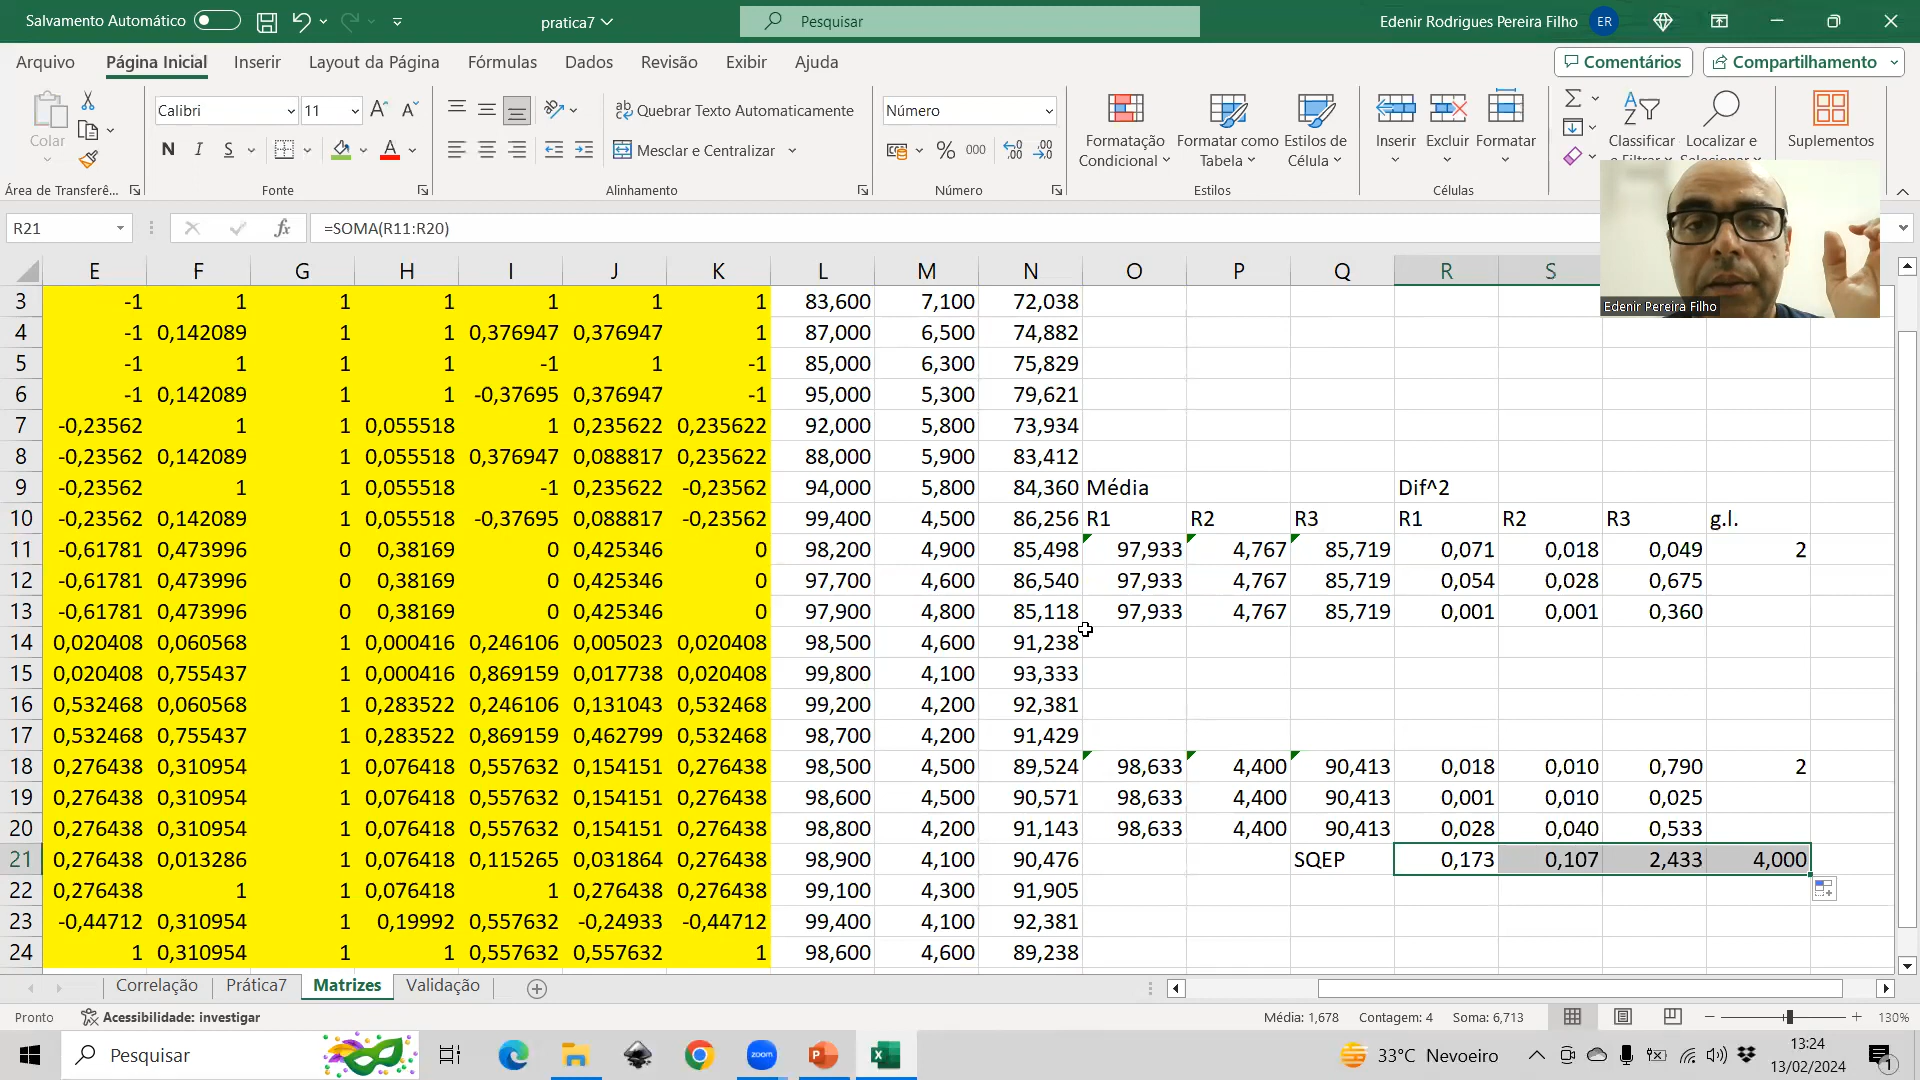 Salvamento Automático
pratica7
Pesquisar
Edenir Rodrigues Pereira Filho
ER
Arquivo Página Inicial Inserir Layout da Página Fórmulas Dados Revisão Exibir Ajuda
Comentários
Compartilhamento
Colar
Calibri 11
N I S
Quebrar Texto Automaticamente
Mesclar e Centralizar
Número
% 000
Formatação Condicional
Formatar como Tabela
Estilos de Célula
Inserir
Excluir
Formatar
Classificar e Filtrar
Localizar e Selecionar
Suplementos
Área de Transferê... Fonte Alinhamento Número Estilos Células
R21
fx
=SOMA(R11:R20)
Edenir Pereira Filho
E F G H I J K L M N O P Q R S
3 -1 1 1 1 1 1 1 83,600 7,100 72,038
4 -1 0,142089 1 1 0,376947 0,376947 1 87,000 6,500 74,882
5 -1 1 1 1 -1 1 -1 85,000 6,300 75,829
6 -1 0,142089 1 1 -0,37695 0,376947 -1 95,000 5,300 79,621
7 -0,23562 1 1 0,055518 1 0,235622 0,235622 92,000 5,800 73,934
8 -0,23562 0,142089 1 0,055518 0,376947 0,088817 0,235622 88,000 5,900 83,412
9 -0,23562 1 1 0,055518 -1 0,235622 -0,23562 94,000 5,800 84,360 Média Dif^2
10 -0,23562 0,142089 1 0,055518 -0,37695 0,088817 -0,23562 99,400 4,500 86,256 R1 R2 R3 R1 R2 R3 g.l.
11 -0,61781 0,473996 0 0,38169 0 0,425346 0 98,200 4,900 85,498 97,933 4,767 85,719 0,071 0,018 0,049 2
12 -0,61781 0,473996 0 0,38169 0 0,425346 0 97,700 4,600 86,540 97,933 4,767 85,719 0,054 0,028 0,675
13 -0,61781 0,473996 0 0,38169 0 0,425346 0 97,900 4,800 85,118 97,933 4,767 85,719 0,001 0,001 0,360
14 0,020408 0,060568 1 0,000416 0,246106 0,005023 0,020408 98,500 4,600 91,238
15 0,020408 0,755437 1 0,000416 0,869159 0,017738 0,020408 99,800 4,100 93,333
16 0,532468 0,060568 1 0,283522 0,246106 0,131043 0,532468 99,200 4,200 92,381
17 0,532468 0,755437 1 0,283522 0,869159 0,462799 0,532468 98,700 4,200 91,429
18 0,276438 0,310954 1 0,076418 0,557632 0,154151 0,276438 98,500 4,500 89,524 98,633 4,400 90,413 0,018 0,010 0,790 2
19 0,276438 0,310954 1 0,076418 0,557632 0,154151 0,276438 98,600 4,500 90,571 98,633 4,400 90,413 0,001 0,010 0,025
20 0,276438 0,310954 1 0,076418 0,557632 0,154151 0,276438 98,800 4,200 91,143 98,633 4,400 90,413 0,028 0,040 0,533
21 0,276438 0,013286 1 0,076418 0,115265 0,031864 0,276438 98,900 4,100 90,476 SQEP 0,173 0,107 2,433 4,000
22 0,276438 1 1 0,076418 1 0,276438 0,276438 99,100 4,300 91,905
23 -0,44712 0,310954 1 0,19992 0,557632 -0,24933 -0,44712 99,400 4,100 92,381
24 1 0,310954 1 1 0,557632 0,557632 1 98,600 4,600 89,238
Correlação Prática7 Matrizes Validação
Pronto Acessibilidade: investigar Média: 1,678 Contagem: 4 Soma: 6,713 130%
Pesquisar
zoom
33°C Nevoeiro
13:24
13/02/2024
1